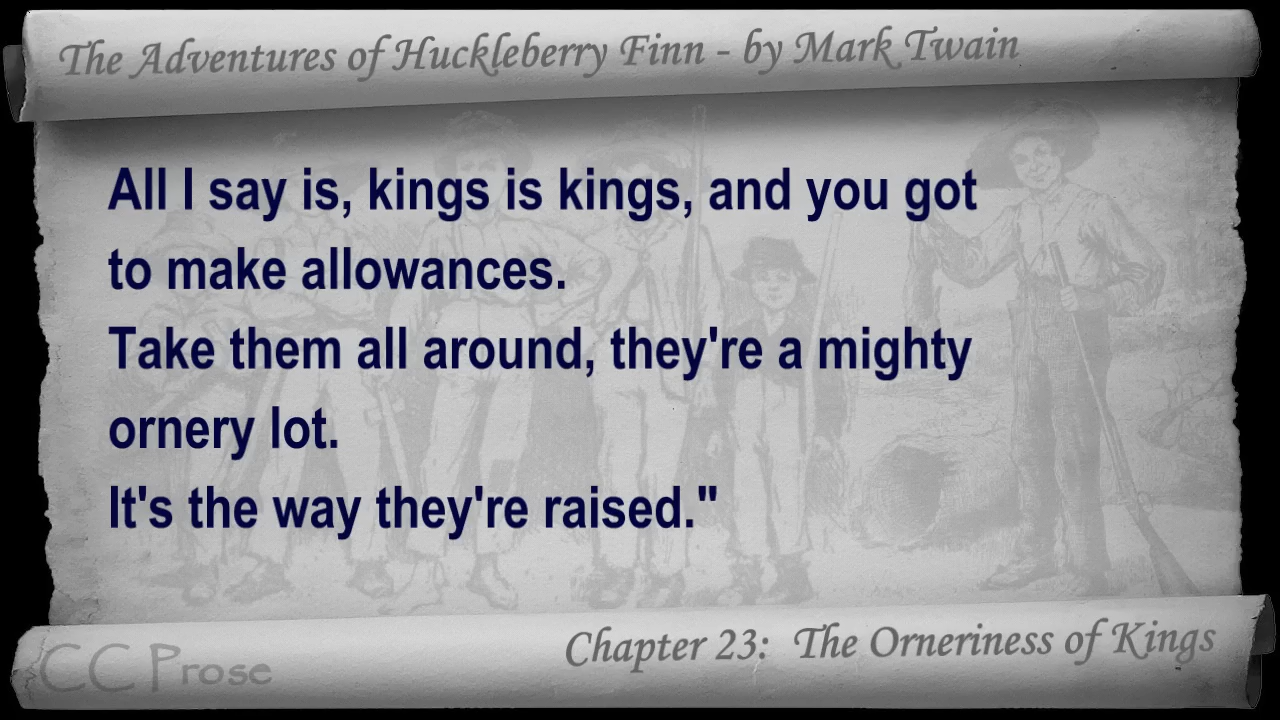 The Adventures of Huckleberry Finn - by Mark Twain
All I say is, kings is kings, and you got
to make allowances.
Take them all around, they're a mighty
ornery lot.
It's the way they're raised."
Chapter 23: The Orneriness of Kings
CC Prose